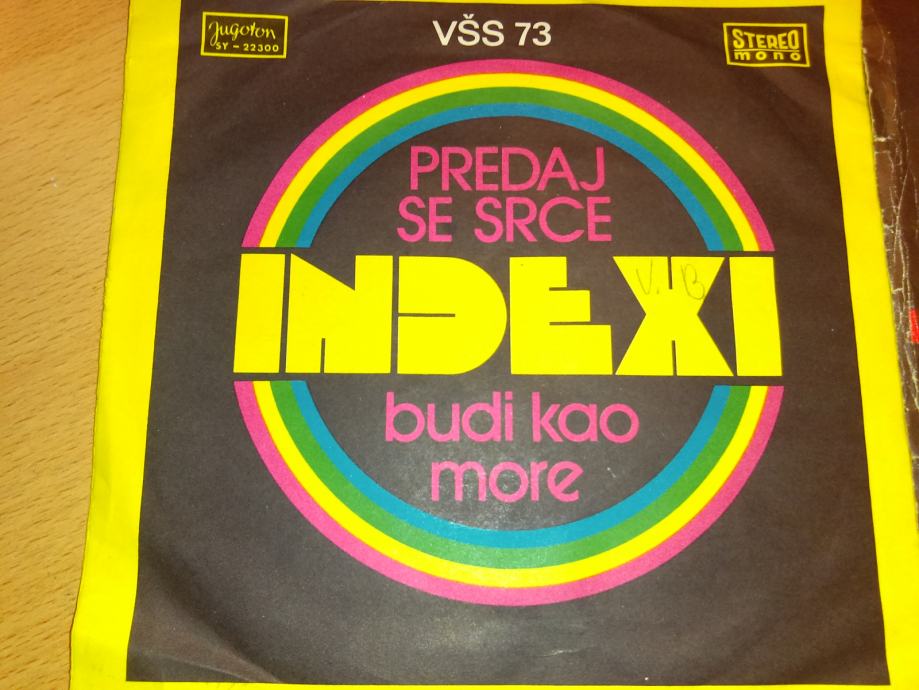 Jugoton
SY-22300
VŠS 73
STEREO
mono
PREDAJ
SE SRCE
INDEXI
V. B
budi kao
more